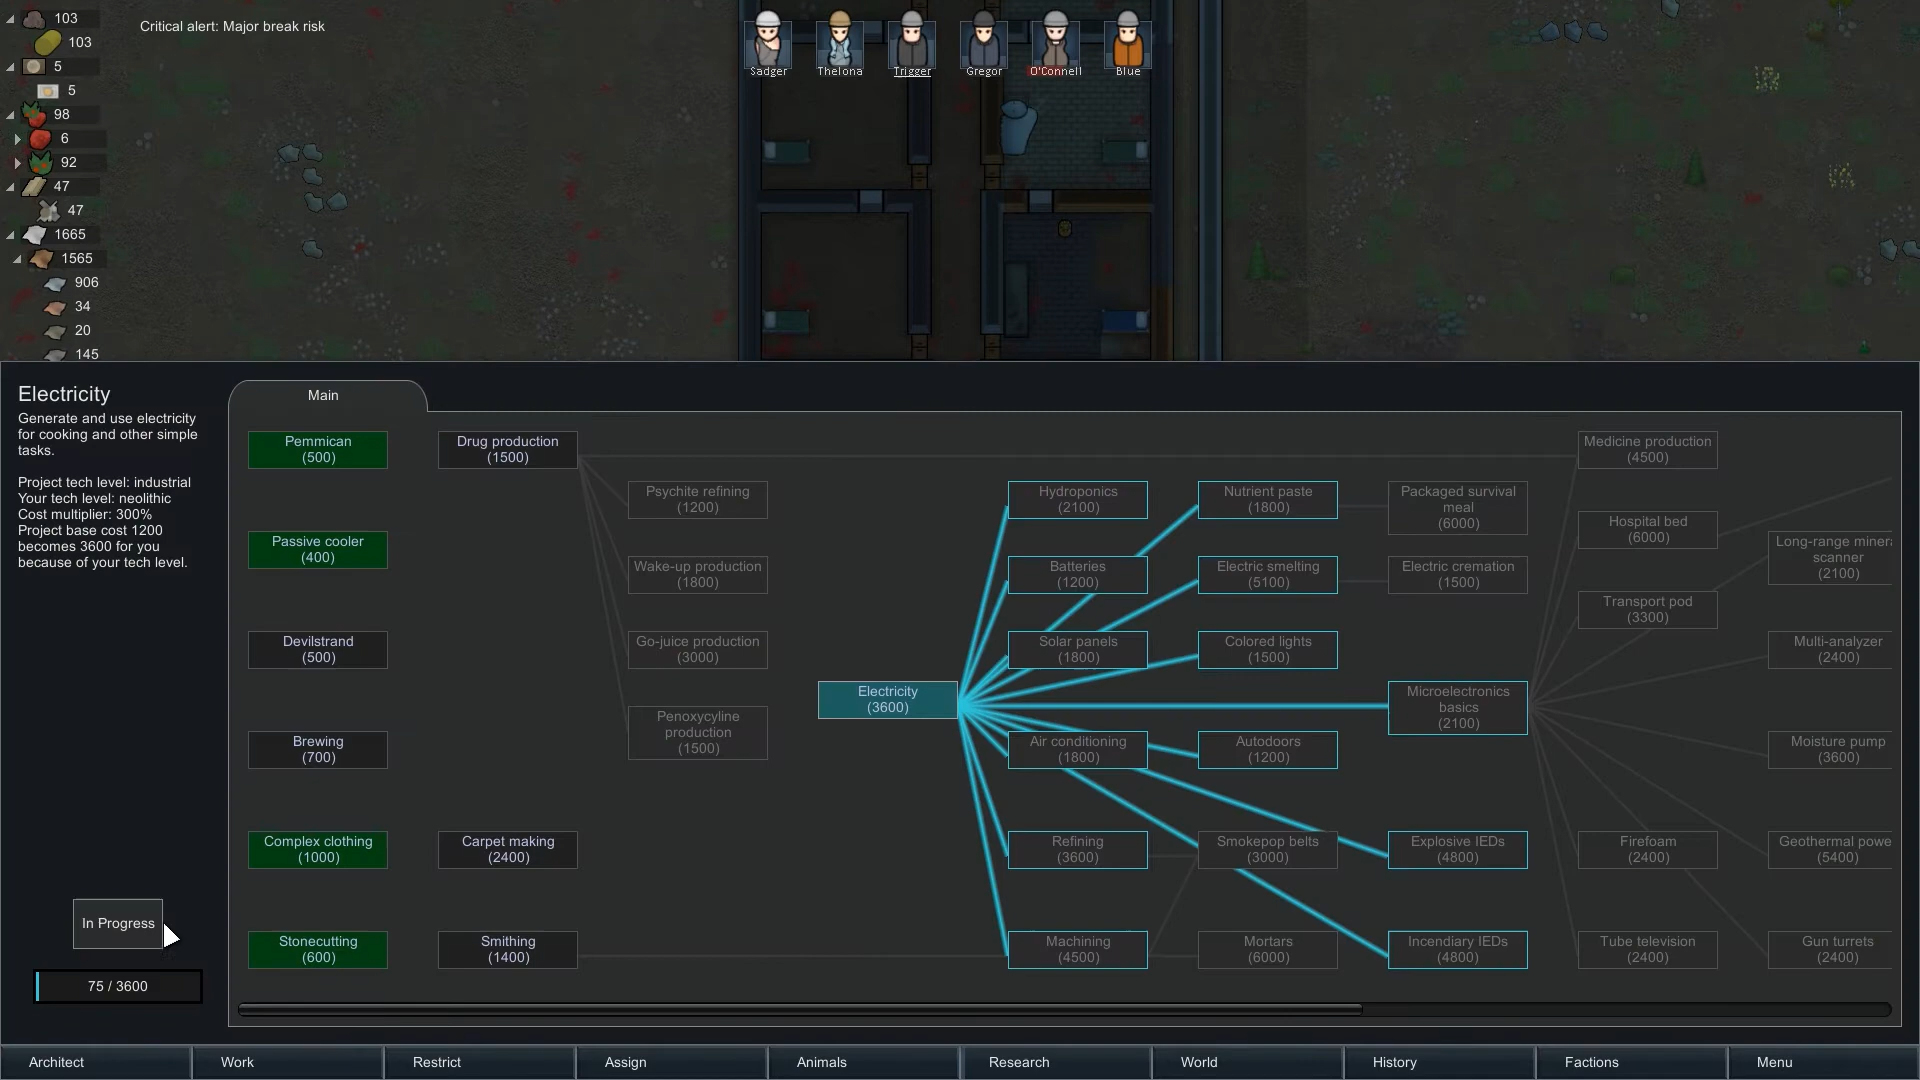 103
Critical alert: Major break risk
103
5
5
98
6
92
47
47
1665
1565
906
34
20
145
Sadger
Thelona
Trigger
Gregor
O'Connell
Blue
Electricity
Generate and use electricity
for cooking and other simple
tasks.
Project tech level: industrial
Your tech level: neolithic
Cost multiplier: 300%
Project base cost 1200
becomes 3600 for you
because of your tech level.
In Progress
75 / 3600
Main
Pemmican
(500)
Drug production
(1500)
Medicine production
(4500)
Psychite refining
(1200)
Hydroponics
(2100)
Nutrient paste
(1800)
Packaged survival
meal
(6000)
Hospital bed
(6000)
Passive cooler
(400)
Wake-up production
(1800)
Batteries
(1200)
Electric smelting
(5100)
Electric cremation
(1500)
Long-range minera
scanner
(2100)
Transport pod
(3300)
Devilstrand
(500)
Go-juice production
(3000)
Solar panels
(1800)
Colored lights
(1500)
Multi-analyzer
(2400)
Electricity
(3600)
Microelectronics
basics
(2100)
Penoxycyline
production
(1500)
Brewing
(700)
Air conditioning
(1800)
Autodoors
(1200)
Moisture pump
(3600)
Complex clothing
(1000)
Carpet making
(2400)
Refining
(3600)
Smokepop belts
(3000)
Explosive IEDs
(4800)
Firefoam
(2400)
Geothermal powe
(5400)
Stonecutting
(600)
Smithing
(1400)
Machining
(4500)
Mortars
(6000)
Incendiary IEDs
(4800)
Tube television
(2400)
Gun turrets
(2400)
Architect
Work
Restrict
Assign
Animals
Research
World
History
Factions
Menu